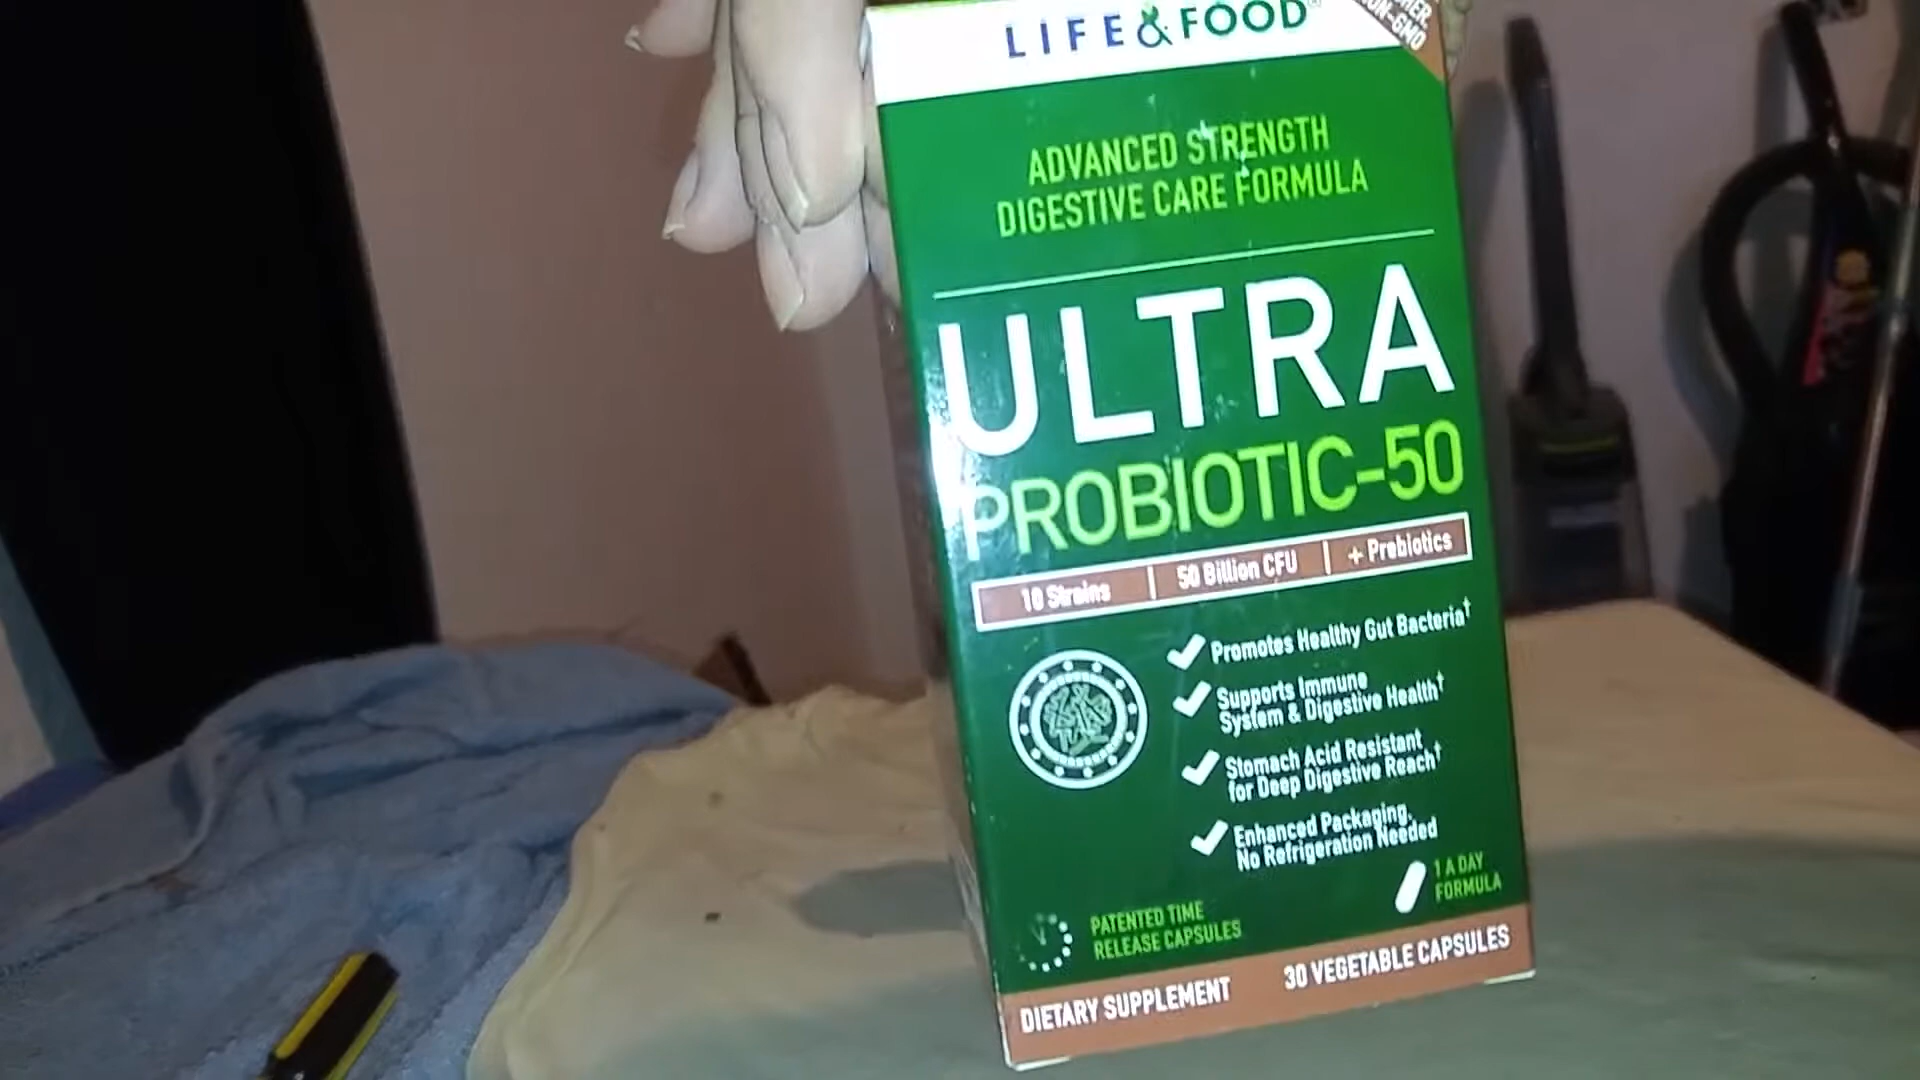 LIFE&FOOD®
NON-GMO
ADVANCED STRENGTH
DIGESTIVE CARE FORMULA
ULTRA
PROBIOTIC-50
10 Strains | 50 Billion CFU | + Prebiotics
Promotes Healthy Gut Bacteria†
Supports Immune
System & Digestive Health†
Stomach Acid Resistant
for Deep Digestive Reach†
Enhanced Packaging,
No Refrigeration Needed
1 A DAY
FORMULA
PATENTED TIME
RELEASE CAPSULES
DIETARY SUPPLEMENT 30 VEGETABLE CAPSULES